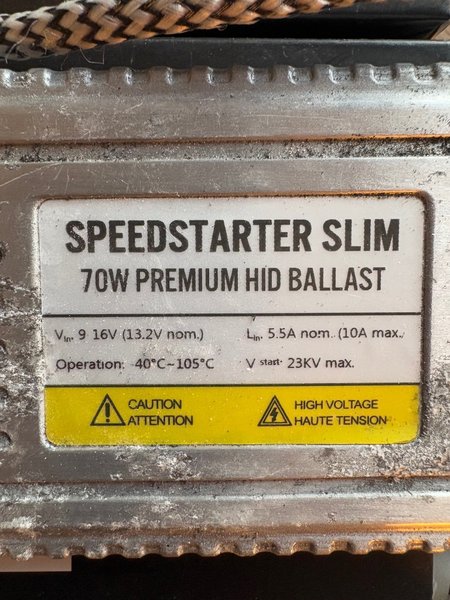 SPEEDSTARTER SLIM
70W PREMIUM HID BALLAST
Vin. 9 16V (13.2V nom.)
Lin. 5.5A nom. (10A max.
Operation: -40°C~105°C
V start. 23KV max.
CAUTION
ATTENTION
HIGH VOLTAGE
HAUTE TENSION